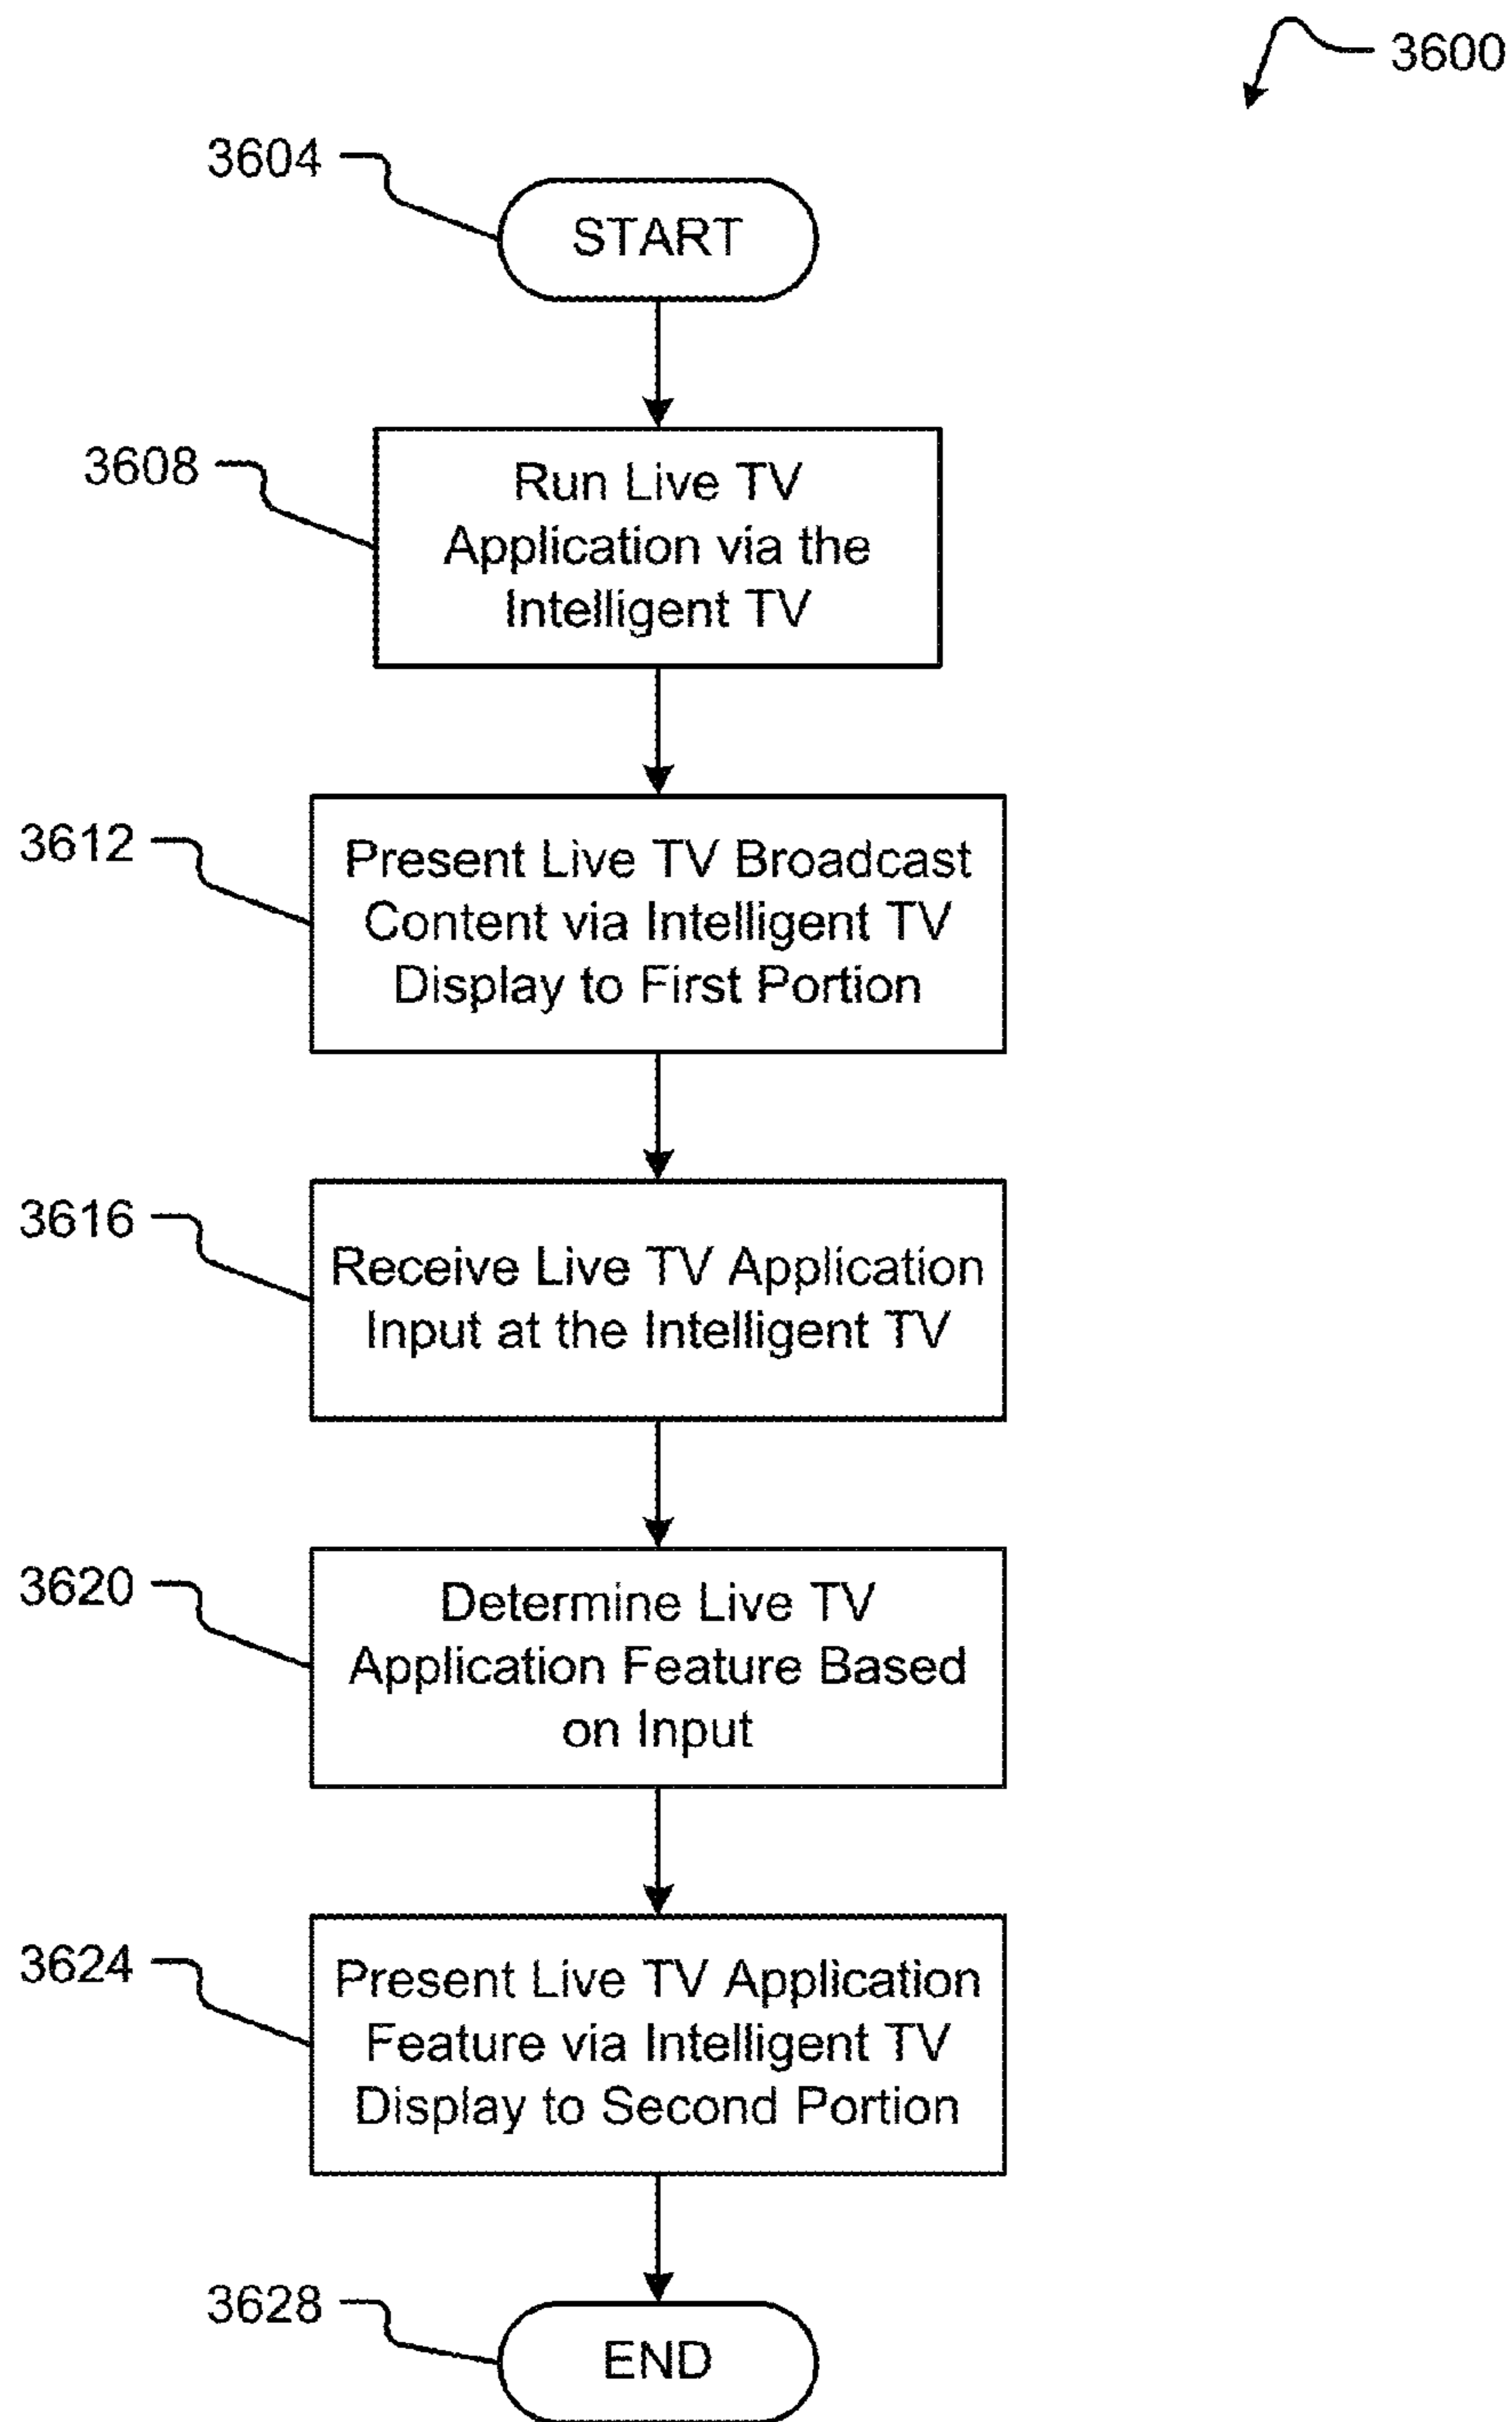 3600
3604
START
3608
Run Live TV
Application via the
Intelligent TV
3612
Present Live TV Broadcast
Content via Intelligent TV
Display to First Portion
3616
Receive Live TV Application
Input at the Intelligent TV
3620
Determine Live TV
Application Feature Based
on Input
3624
Present Live TV Application
Feature via Intelligent TV
Display to Second Portion
3628
END